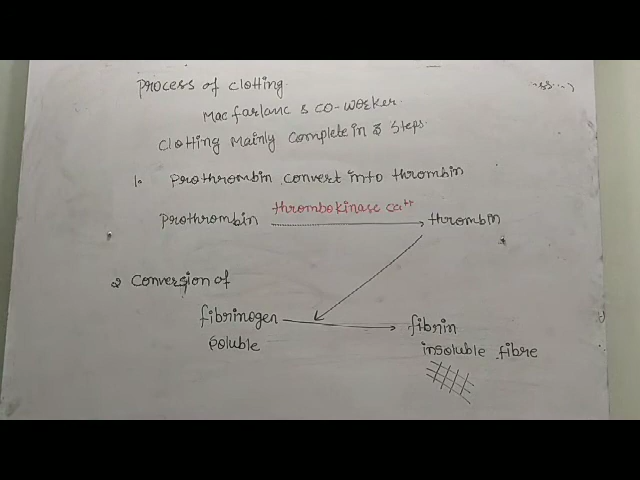 Process of Clotting.
Macfarlane & co-worker.
Clotting Mainly Complete in Steps.
1. Prothrombin convert into thrombin
Prothrombin thrombokinase ca++ thrombin
2 Conversion of
fibrinogen fibrin
soluble insoluble fibre